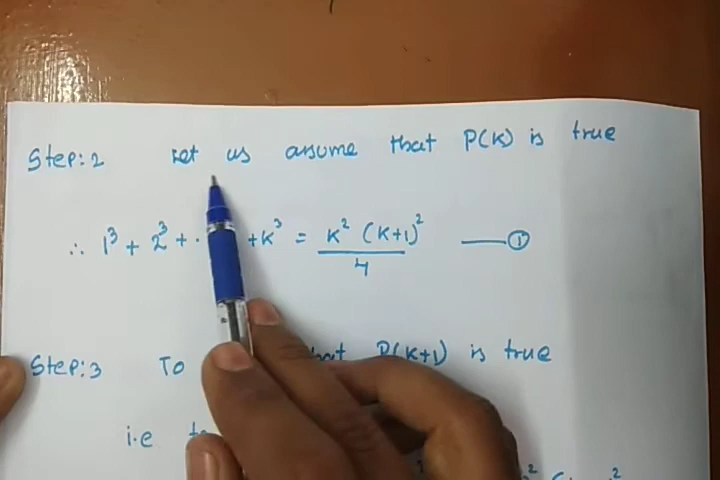 Step:2 Let us assume that P(K) is true
∴ 1³ + 2³ + · + K³ = K² (K+1)² / 4 —— ①
Step:3 To P(K+1) is true
i.e